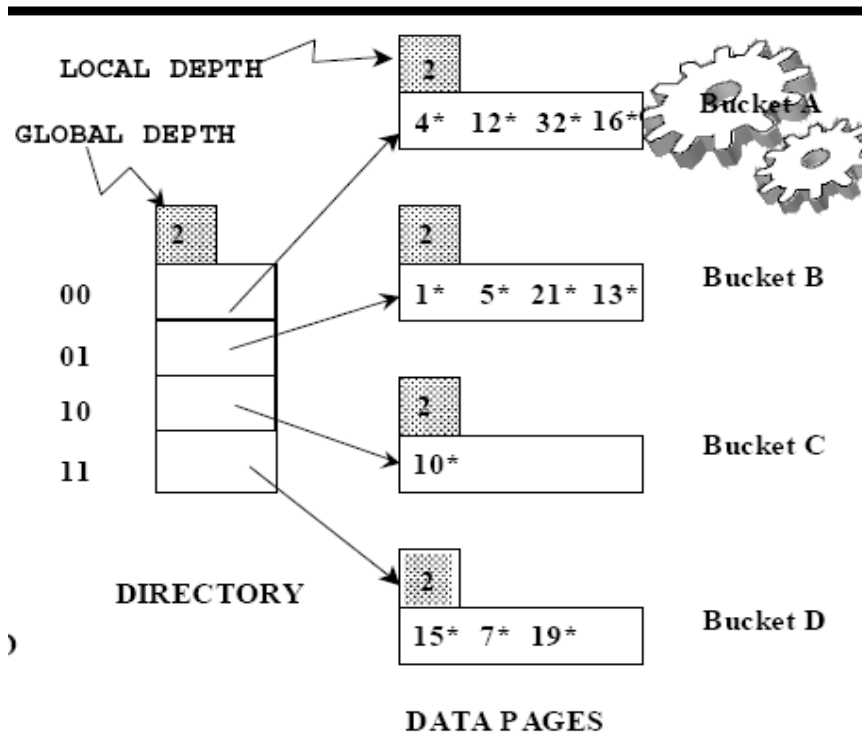 LOCAL DEPTH
2
Bucket A
4* 12* 32* 16*
GLOBAL DEPTH
2
2
00
1* 5* 21* 13*
Bucket B
01
2
10
10*
Bucket C
11
2
DIRECTORY
15* 7* 19*
Bucket D
DATA PAGES